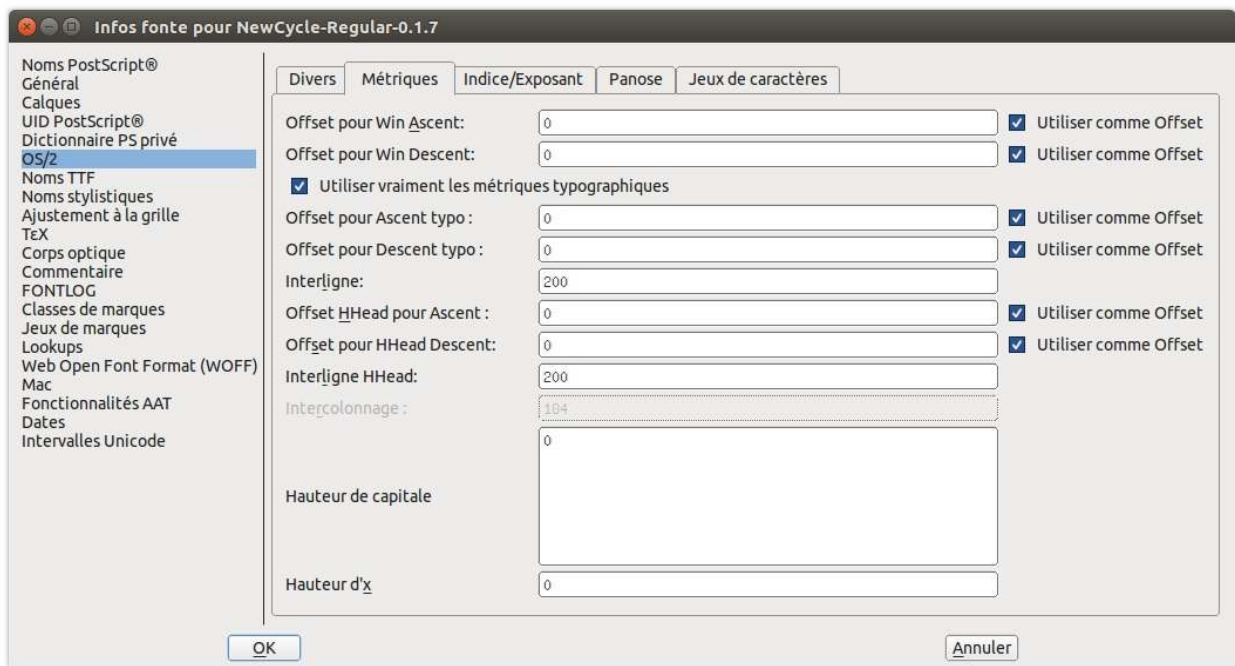 Infos fonte pour NewCycle-Regular-0.1.7
Noms PostScript®
Général
Calques
UID PostScript®
Dictionnaire PS privé
OS/2
Noms TTF
Noms stylistiques
Ajustement à la grille
TεX
Corps optique
Commentaire
FONTLOG
Classes de marques
Jeux de marques
Lookups
Web Open Font Format (WOFF)
Mac
Fonctionnalités AAT
Dates
Intervalles Unicode
Divers Métriques Indice/Exposant Panose Jeux de caractères
Offset pour Win Ascent: 0 Utiliser comme Offset
Offset pour Win Descent: 0 Utiliser comme Offset
Utiliser vraiment les métriques typographiques
Offset pour Ascent typo : 0 Utiliser comme Offset
Offset pour Descent typo : 0 Utiliser comme Offset
Interligne: 200
Offset HHead pour Ascent : 0 Utiliser comme Offset
Offset pour HHead Descent: 0 Utiliser comme Offset
Interligne HHead: 200
Intercolonnage : 184
Hauteur de capitale 0
Hauteur d'x 0
OK Annuler